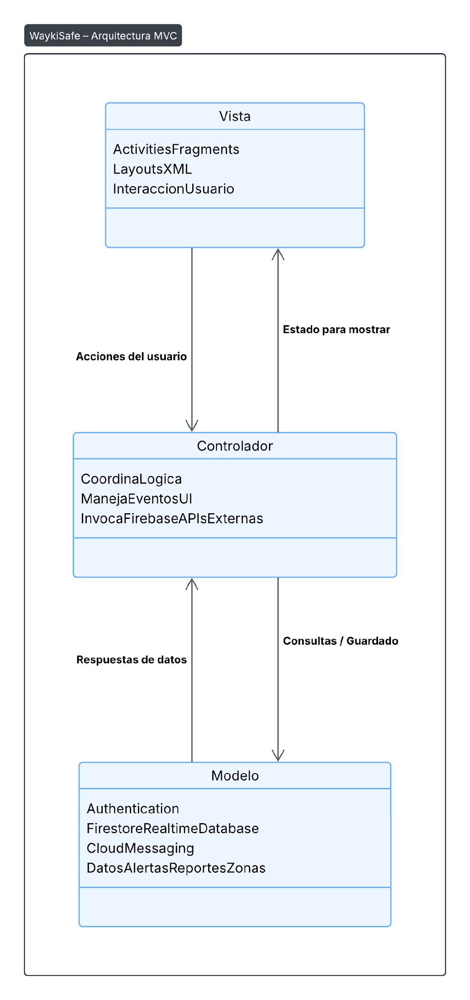 WaykiSafe – Arquitectura MVC
Vista
ActivitiesFragments
LayoutsXML
InteraccionUsuario
Estado para mostrar
Acciones del usuario
Controlador
CoordinaLogica
ManejaEventosUI
InvocaFirebaseAPIsExternas
Consultas / Guardado
Respuestas de datos
Modelo
Authentication
FirestoreRealtimeDatabase
CloudMessaging
DatosAlertasReportesZonas